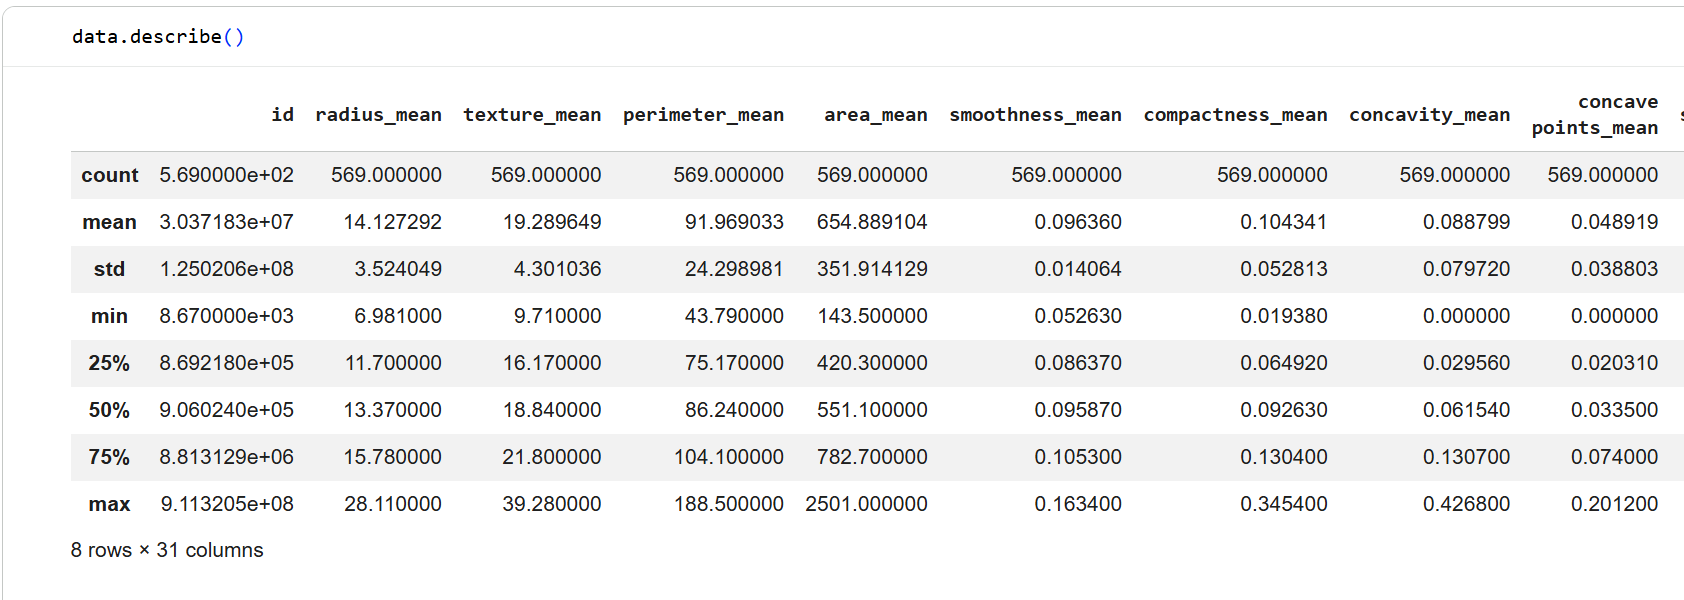 data.describe()
id radius_mean texture_mean perimeter_mean area_mean smoothness_mean compactness_mean concavity_mean concave points_mean
count 5.690000e+02 569.000000 569.000000 569.000000 569.000000 569.000000 569.000000 569.000000 569.000000
mean 3.037183e+07 14.127292 19.289649 91.969033 654.889104 0.096360 0.104341 0.088799 0.048919
std 1.250206e+08 3.524049 4.301036 24.298981 351.914129 0.014064 0.052813 0.079720 0.038803
min 8.670000e+03 6.981000 9.710000 43.790000 143.500000 0.052630 0.019380 0.000000 0.000000
25% 8.692180e+05 11.700000 16.170000 75.170000 420.300000 0.086370 0.064920 0.029560 0.020310
50% 9.060240e+05 13.370000 18.840000 86.240000 551.100000 0.095870 0.092630 0.061540 0.033500
75% 8.813129e+06 15.780000 21.800000 104.100000 782.700000 0.105300 0.130400 0.130700 0.074000
max 9.113205e+08 28.110000 39.280000 188.500000 2501.000000 0.163400 0.345400 0.426800 0.201200
8 rows × 31 columns